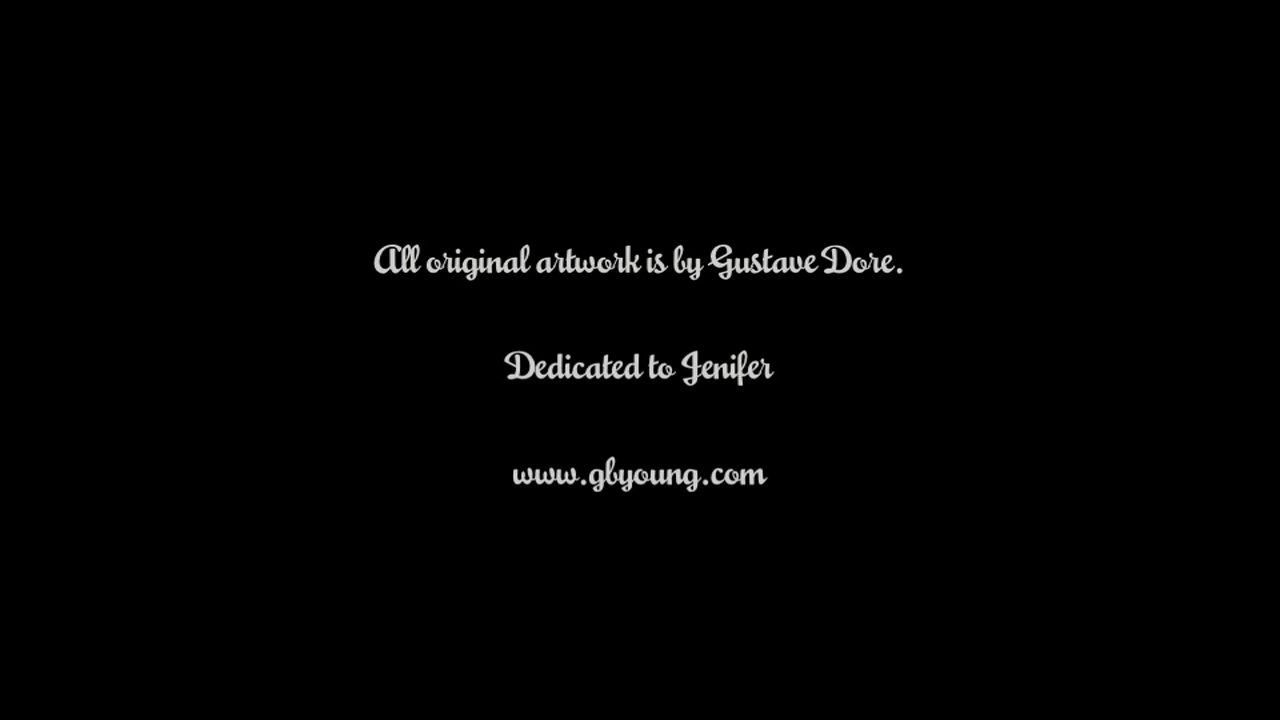 All original artwork is by Gustave Dore.
Dedicated to Jenifer
www.gbyoung.com